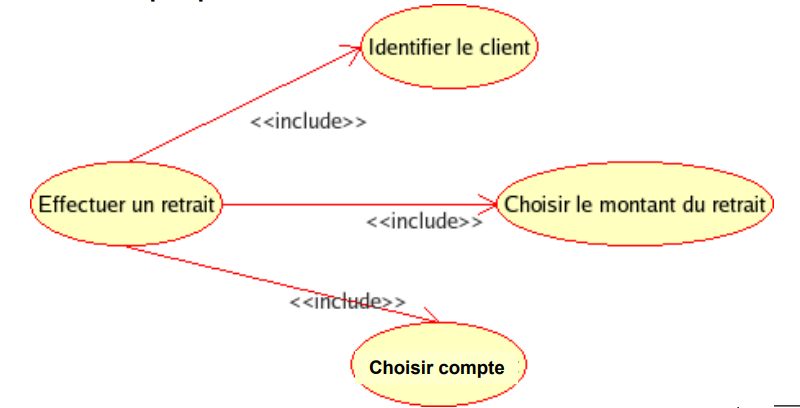 Identifier le client
<<include>>
Effectuer un retrait
Choisir le montant du retrait
<<include>>
<<include>>
Choisir compte